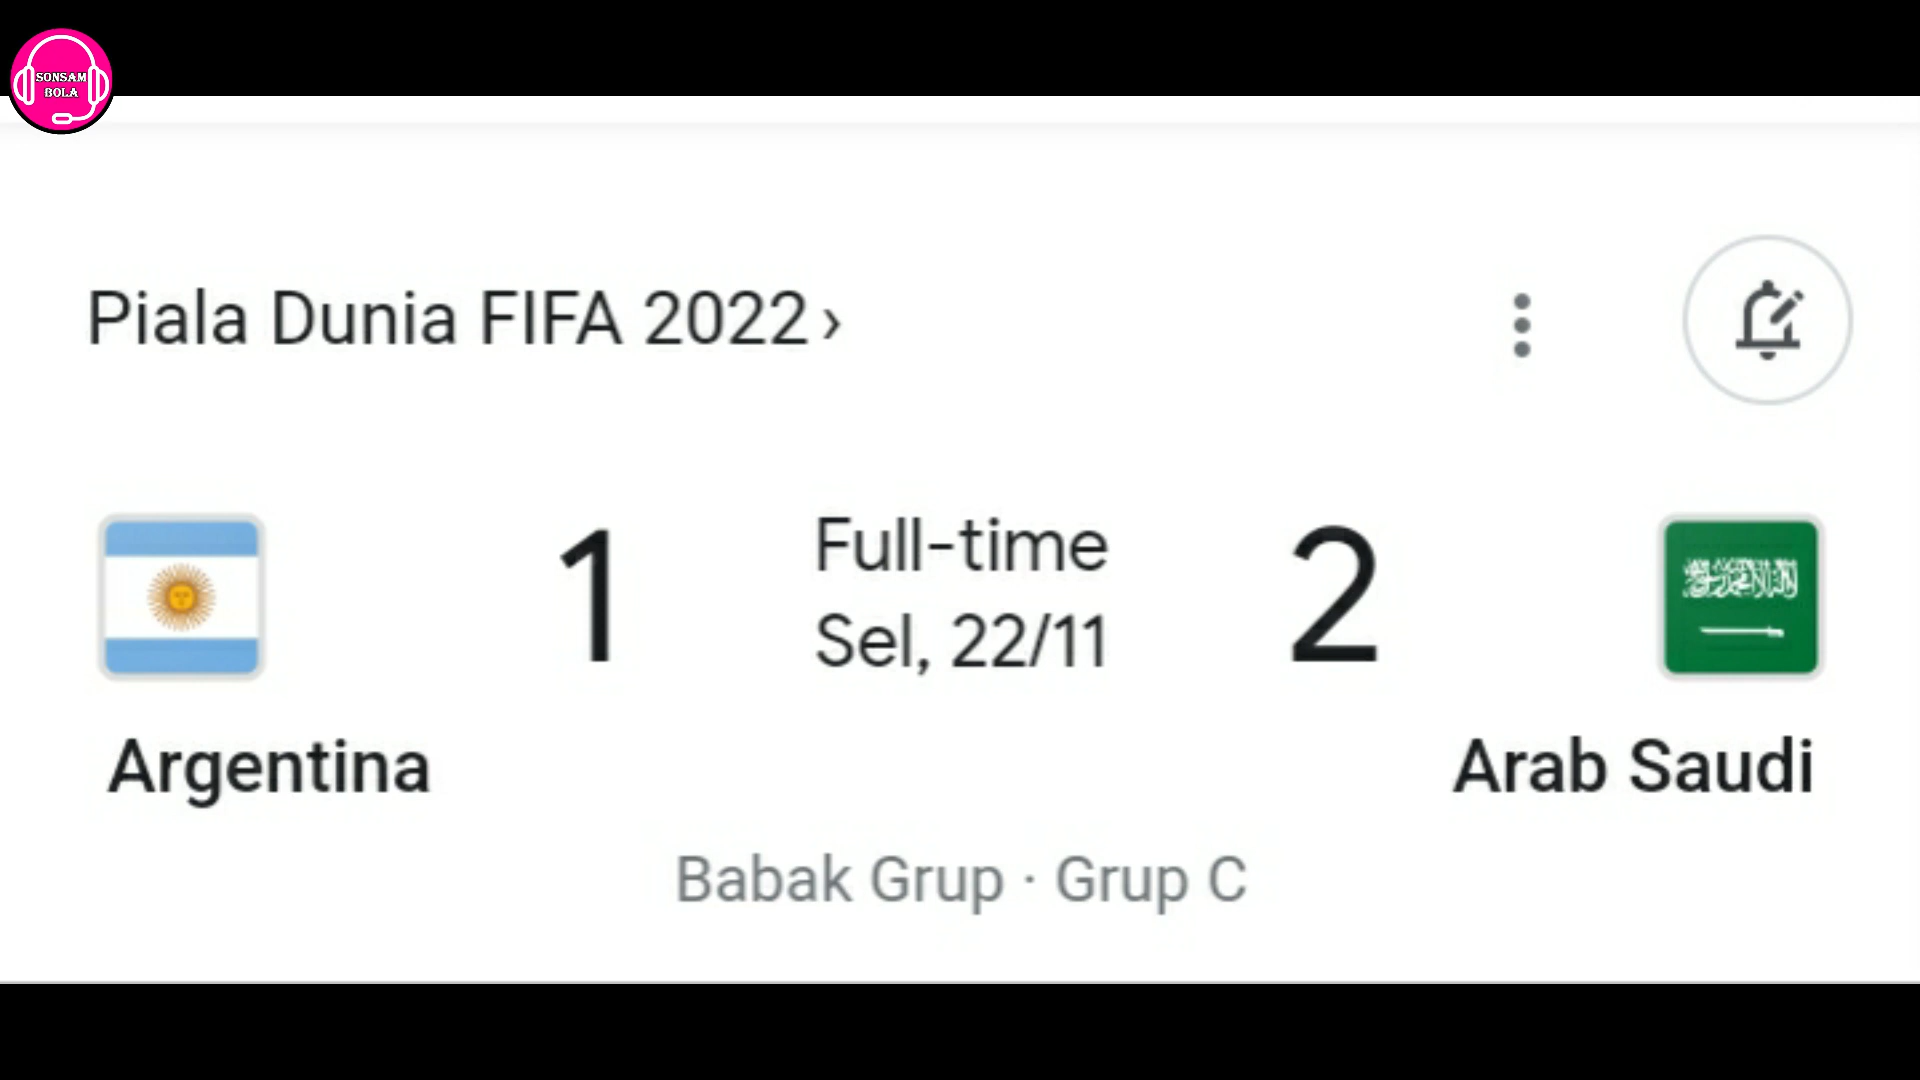 SONSAM
BOLA
Piala Dunia FIFA 2022 ›
1
Full-time
Sel, 22/11
2
Argentina
Arab Saudi
Babak Grup · Grup C